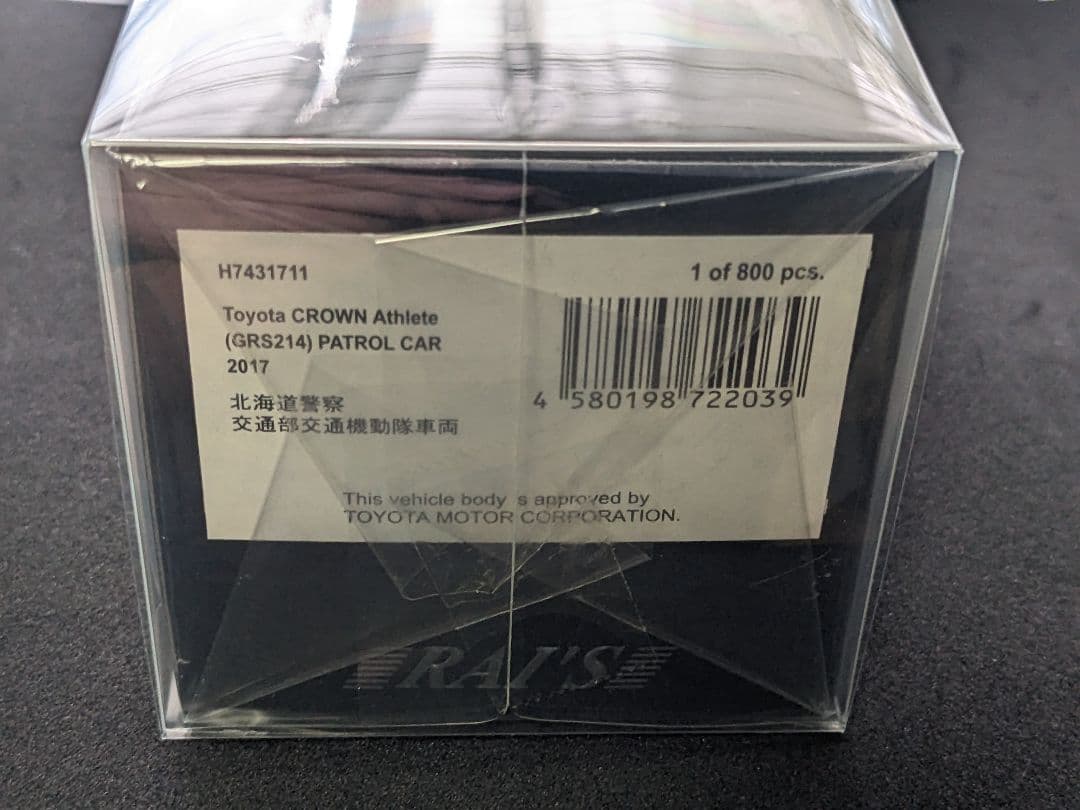 H7431711
1 of 800 pcs.
Toyota CROWN Athlete
(GRS214) PATROL CAR
2017
北海道警察
交通部交通機動隊車両
4 580198 722039
This vehicle body s approved by
TOYOTA MOTOR CORPORATION.
RAI'S